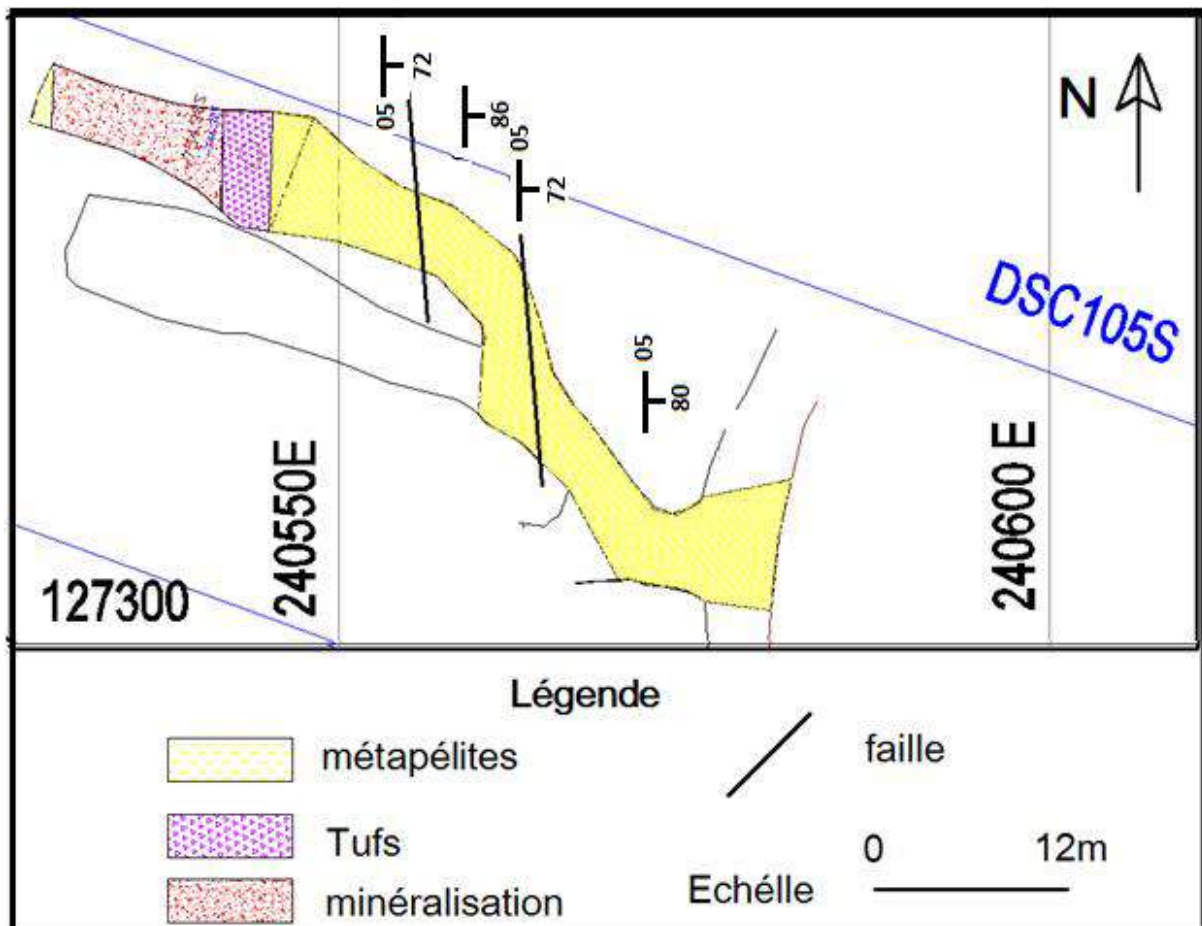 05
72
86
05
72
DSC105S
05
80
240550E
240600 E
N
127300
Légende
métapélites
faille
Tufs
0 12m
minéralisation
Echélle